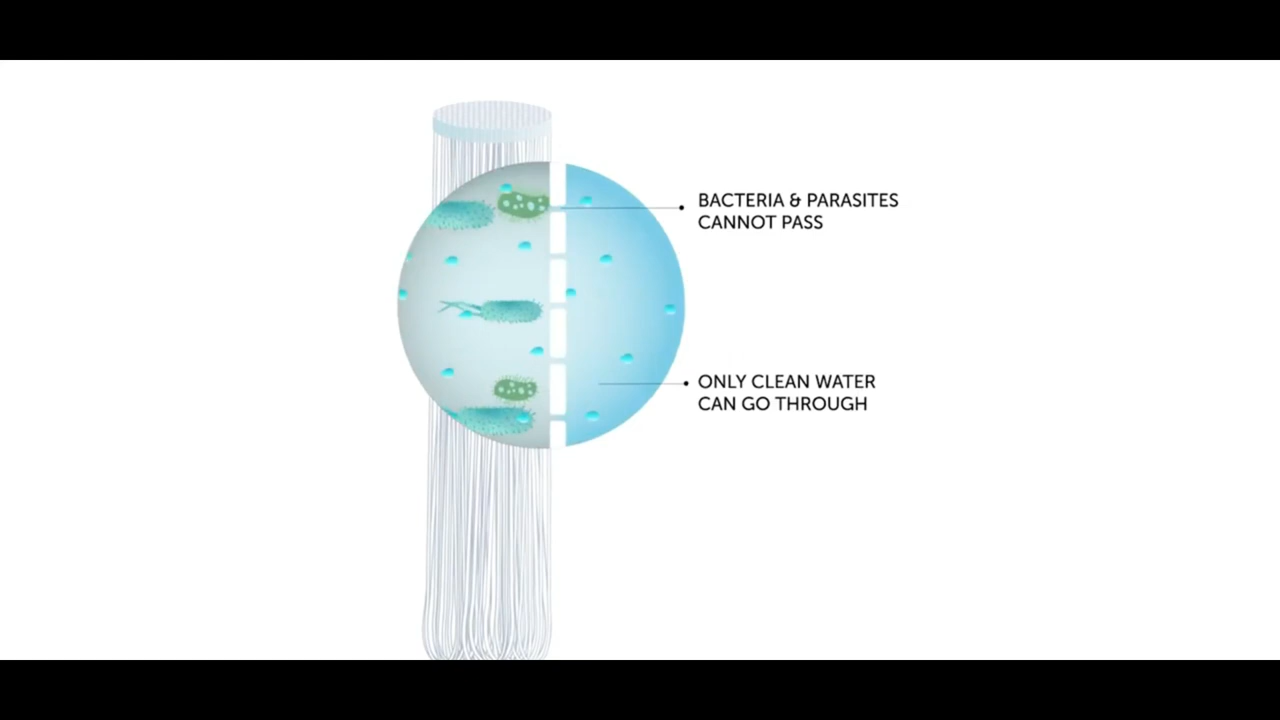 BACTERIA & PARASITES
CANNOT PASS
ONLY CLEAN WATER
CAN GO THROUGH